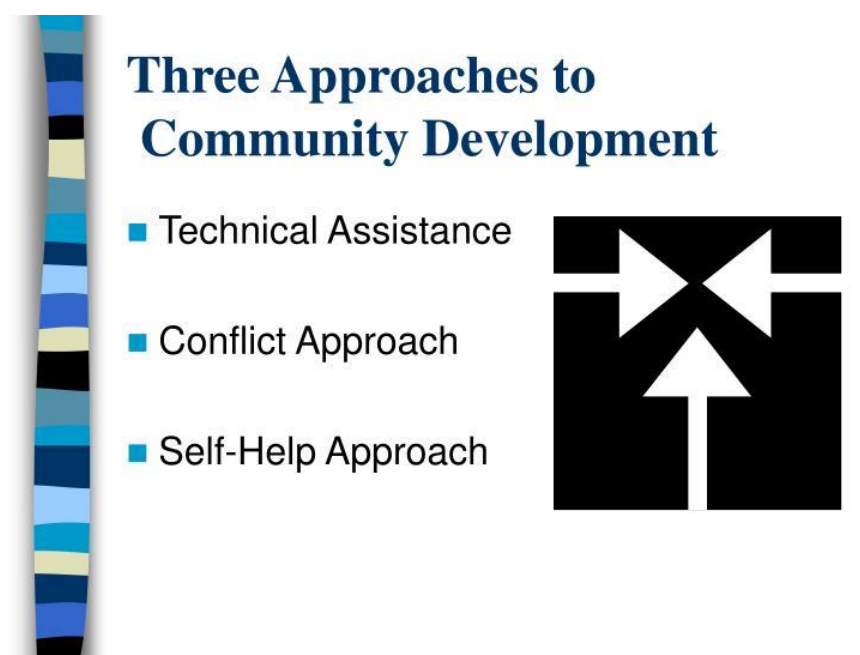 Three Approaches to
Community Development
Technical Assistance
Conflict Approach
Self-Help Approach